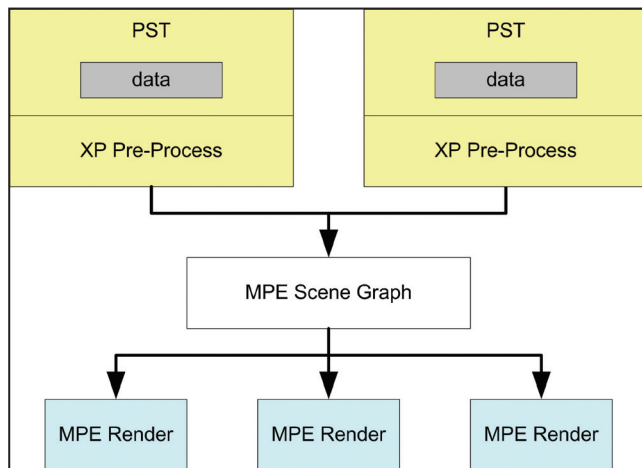 PST
data
XP Pre-Process
PST
data
XP Pre-Process
MPE Scene Graph
MPE Render
MPE Render
MPE Render